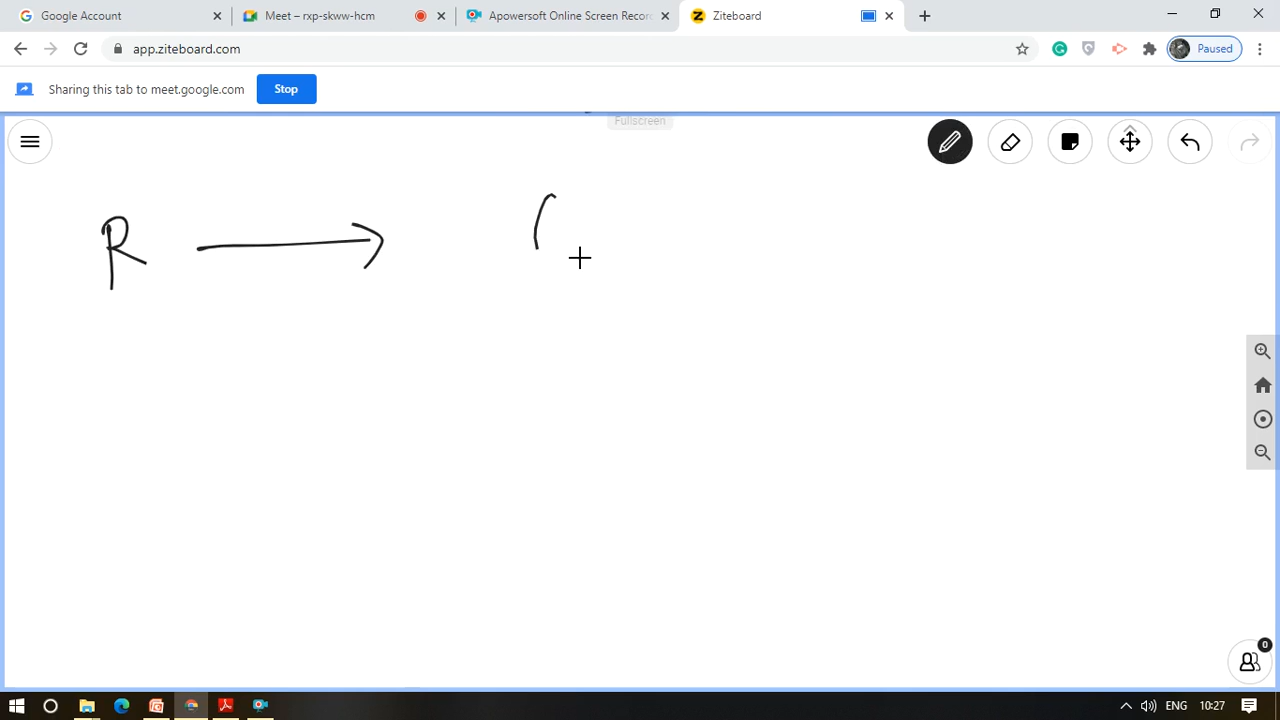 Google Account
Meet – rxp-skww-hcm
Apowersoft Online Screen Recor
Ziteboard
app.ziteboard.com
Paused
Sharing this tab to meet.google.com
Stop
Fullscreen
R ⟶ (
0
ENG
10:27